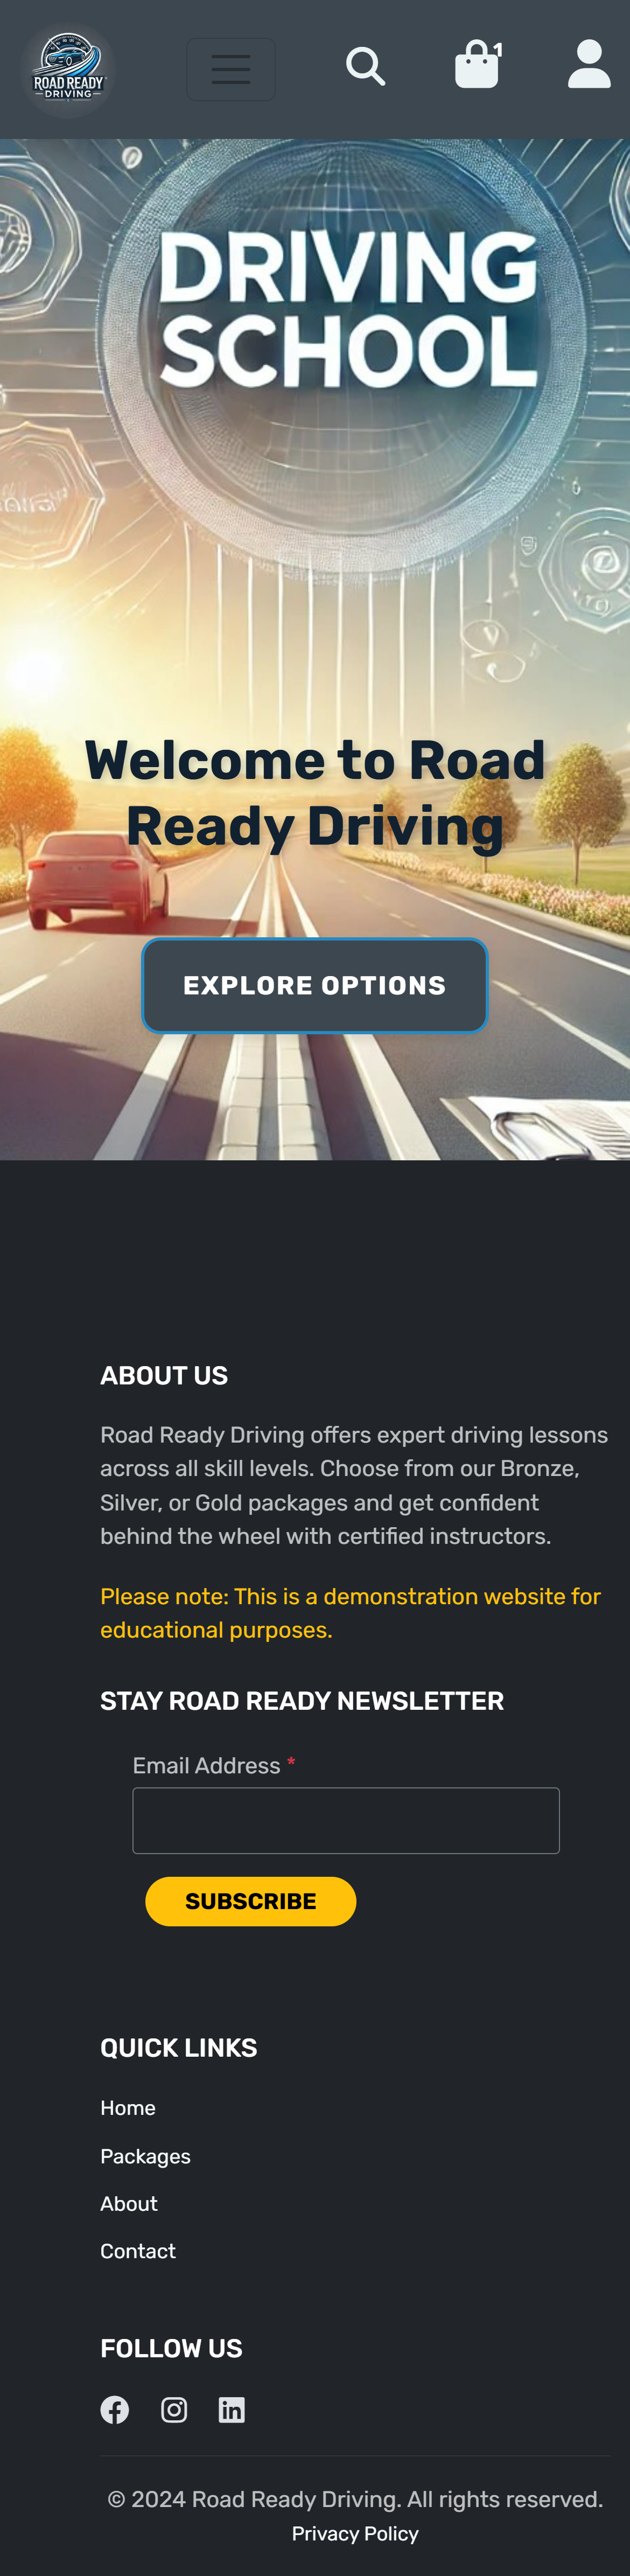 ROAD READY
DRIVING
1
DRIVING
SCHOOL
Welcome to Road
Ready Driving
EXPLORE OPTIONS
ABOUT US
Road Ready Driving offers expert driving lessons
across all skill levels. Choose from our Bronze,
Silver, or Gold packages and get confident
behind the wheel with certified instructors.
Please note: This is a demonstration website for
educational purposes.
STAY ROAD READY NEWSLETTER
Email Address *
SUBSCRIBE
QUICK LINKS
Home
Packages
About
Contact
FOLLOW US
© 2024 Road Ready Driving. All rights reserved.
Privacy Policy